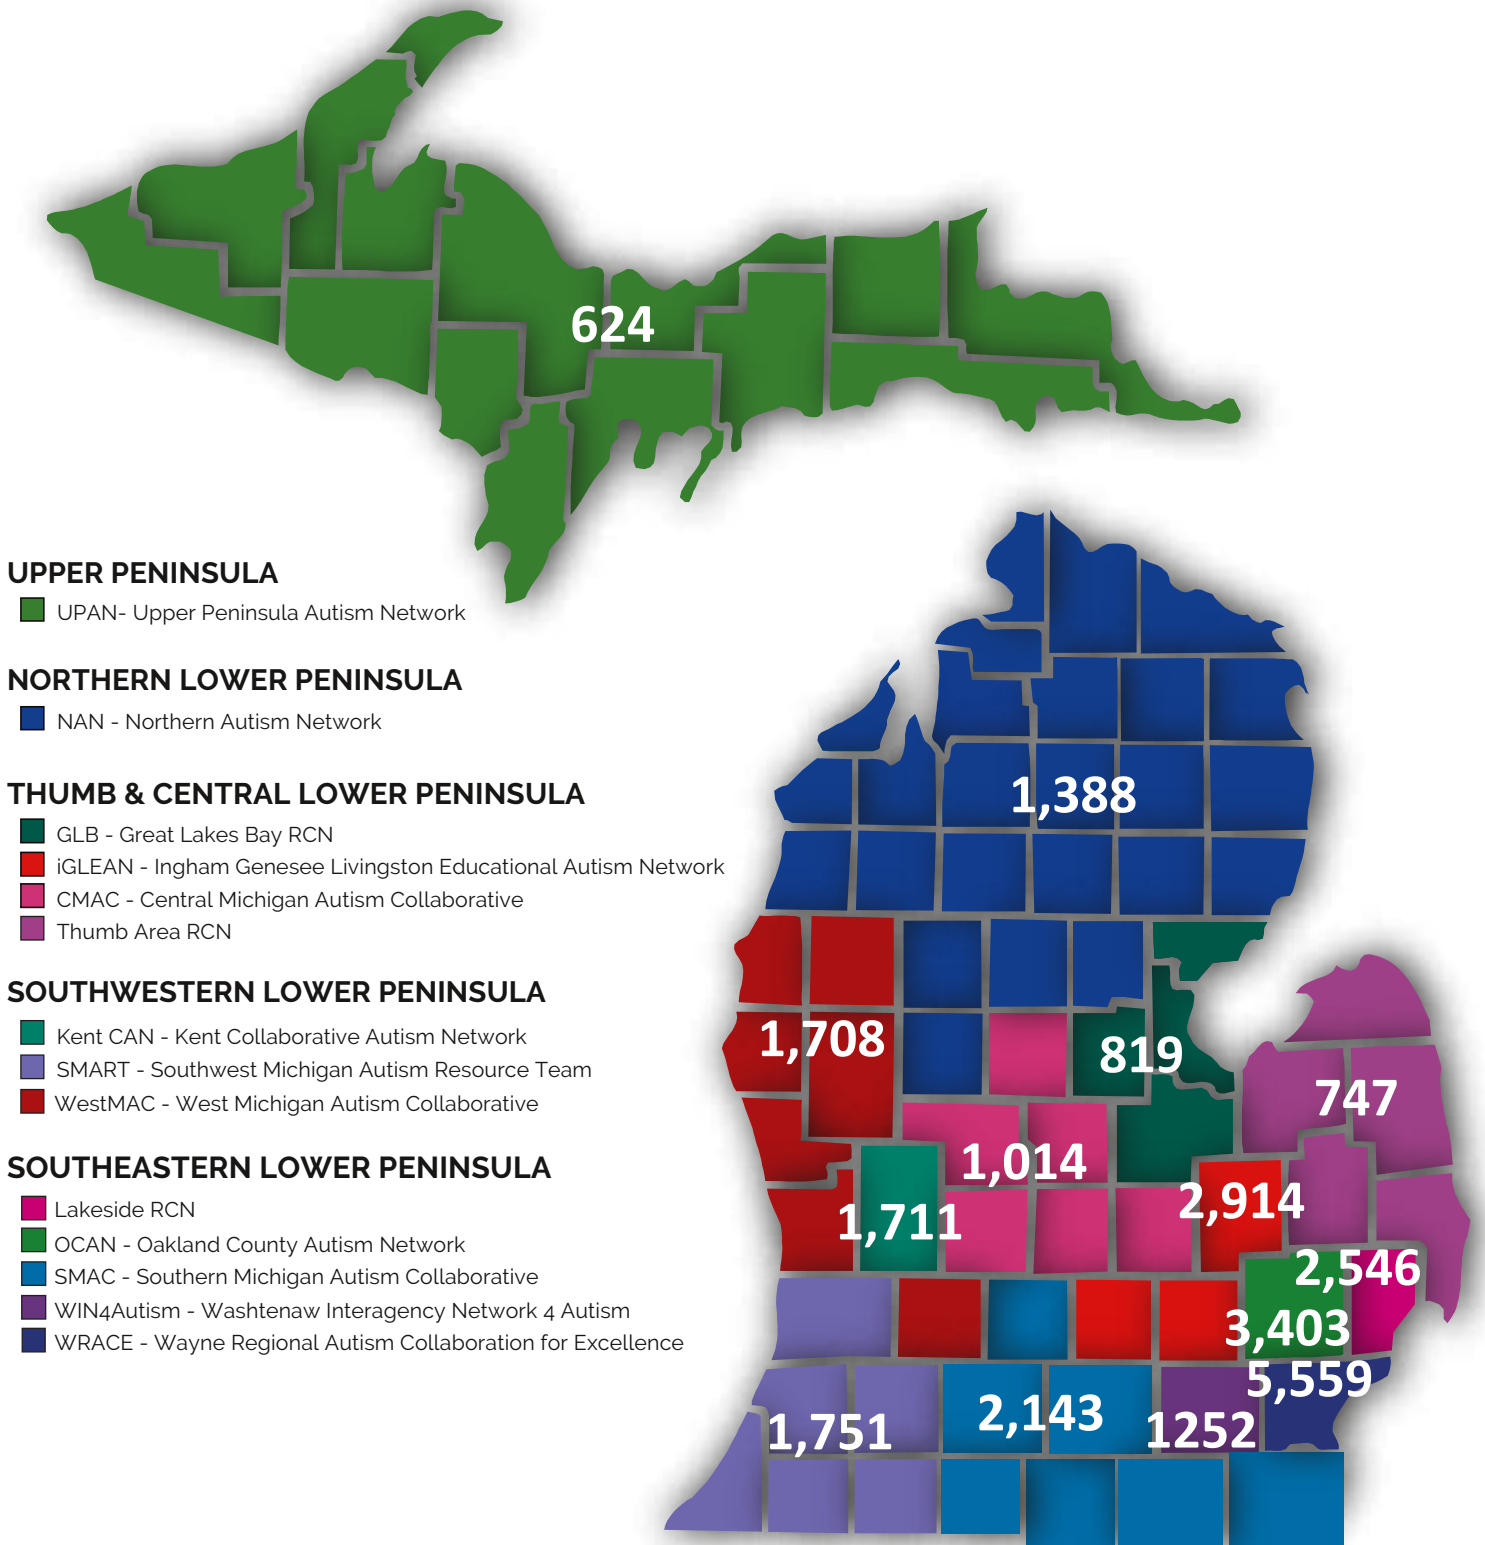 624
UPPER PENINSULA
UPAN- Upper Peninsula Autism Network
NORTHERN LOWER PENINSULA
NAN - Northern Autism Network
THUMB & CENTRAL LOWER PENINSULA
GLB - Great Lakes Bay RCN
iGLEAN - Ingham Genesee Livingston Educational Autism Network
CMAC - Central Michigan Autism Collaborative
Thumb Area RCN
SOUTHWESTERN LOWER PENINSULA
Kent CAN - Kent Collaborative Autism Network
SMART - Southwest Michigan Autism Resource Team
WestMAC - West Michigan Autism Collaborative
SOUTHEASTERN LOWER PENINSULA
Lakeside RCN
OCAN - Oakland County Autism Network
SMAC - Southern Michigan Autism Collaborative
WIN4Autism - Washtenaw Interagency Network 4 Autism
WRACE - Wayne Regional Autism Collaboration for Excellence
1,388
1,708
819
747
1,014
2,914
1,711
2,546
3,403
5,559
2,143
1252
1,751